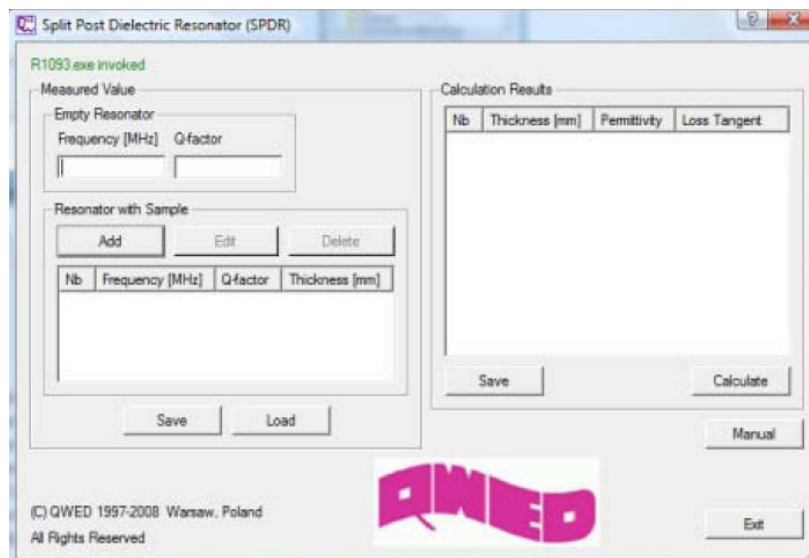 Split Post Dielectric Resonator (SPDR)
R1093.exe invoked
Measured Value
Empty Resonator
Frequency [MHz] Q-factor
Resonator with Sample
Add Edit Delete
Nb Frequency [MHz] Q-factor Thickness [mm]
Save Load
Calculation Results
Nb Thickness [mm] Permittivity Loss Tangent
Save Calculate
Manual
QWED
(C) QWED 1997-2008 Warsaw, Poland
All Rights Reserved
Exit